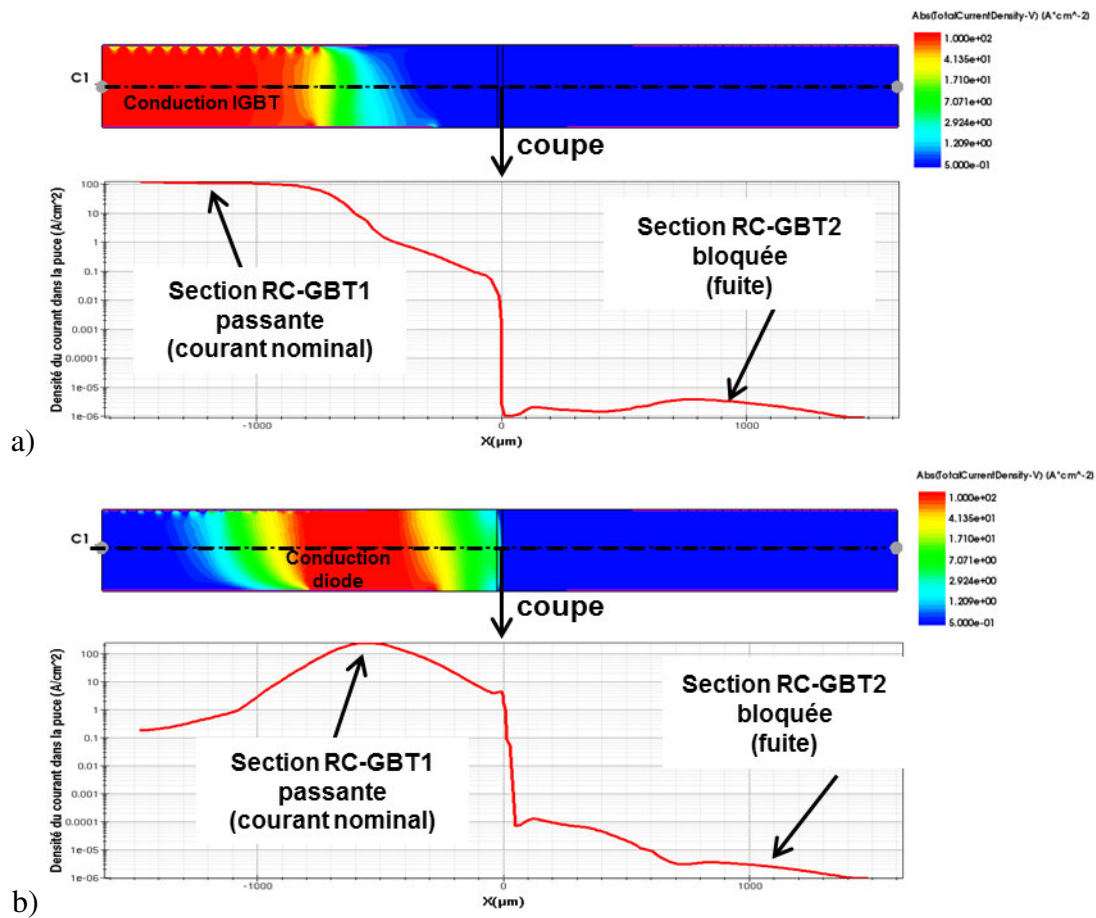 Abs(TotalCurrentDensity-V) (A*cm^-2)
1.000e+02
4.135e+01
1.710e+01
7.071e+00
2.924e+00
1.209e+00
5.000e-01
C1
Conduction IGBT
coupe
Densité du courant dans la puce (A/cm^2)
100
10
1
0.1
0.01
0.001
0.0001
1e-05
1e-06
Section RC-GBT1
passante
(courant nominal)
Section RC-GBT2
bloquée
(fuite)
-1000
0
1000
X(µm)
a)
Abs(TotalCurrentDensity-V) (A*cm^-2)
1.000e+02
4.135e+01
1.710e+01
7.071e+00
2.924e+00
1.209e+00
5.000e-01
C1
Conduction
diode
coupe
Densité du courant dans la puce (A/cm^2)
100
10
1
0.1
0.01
0.001
0.0001
1e-05
1e-06
Section RC-GBT1
passante
(courant nominal)
Section RC-GBT2
bloquée
(fuite)
-1000
0
1000
X(µm)
b)